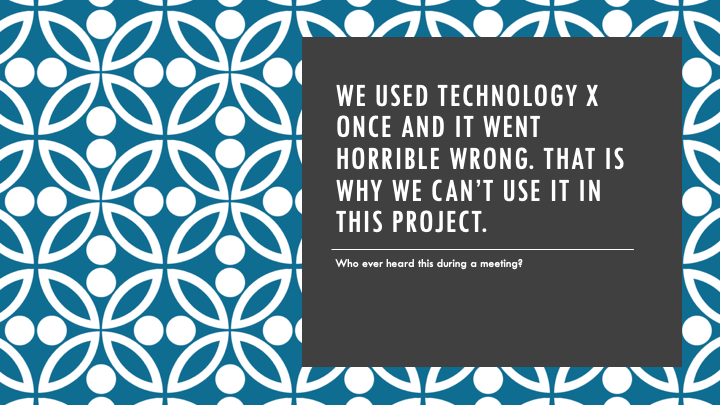 WE USED TECHNOLOGY X
ONCE AND IT WENT
HORRIBLE WRONG. THAT IS
WHY WE CAN’T USE IT IN
THIS PROJECT.
Who ever heard this during a meeting?